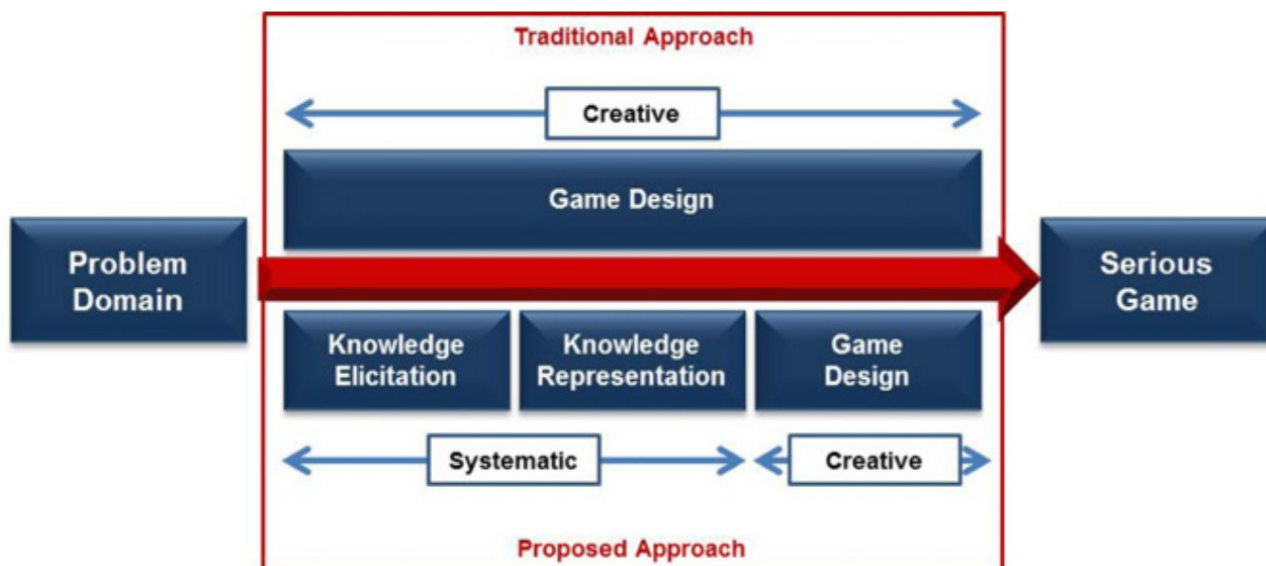 Traditional Approach
Creative
Game Design
Problem
Domain
Serious
Game
Knowledge
Elicitation
Knowledge
Representation
Game
Design
Systematic
Creative
Proposed Approach